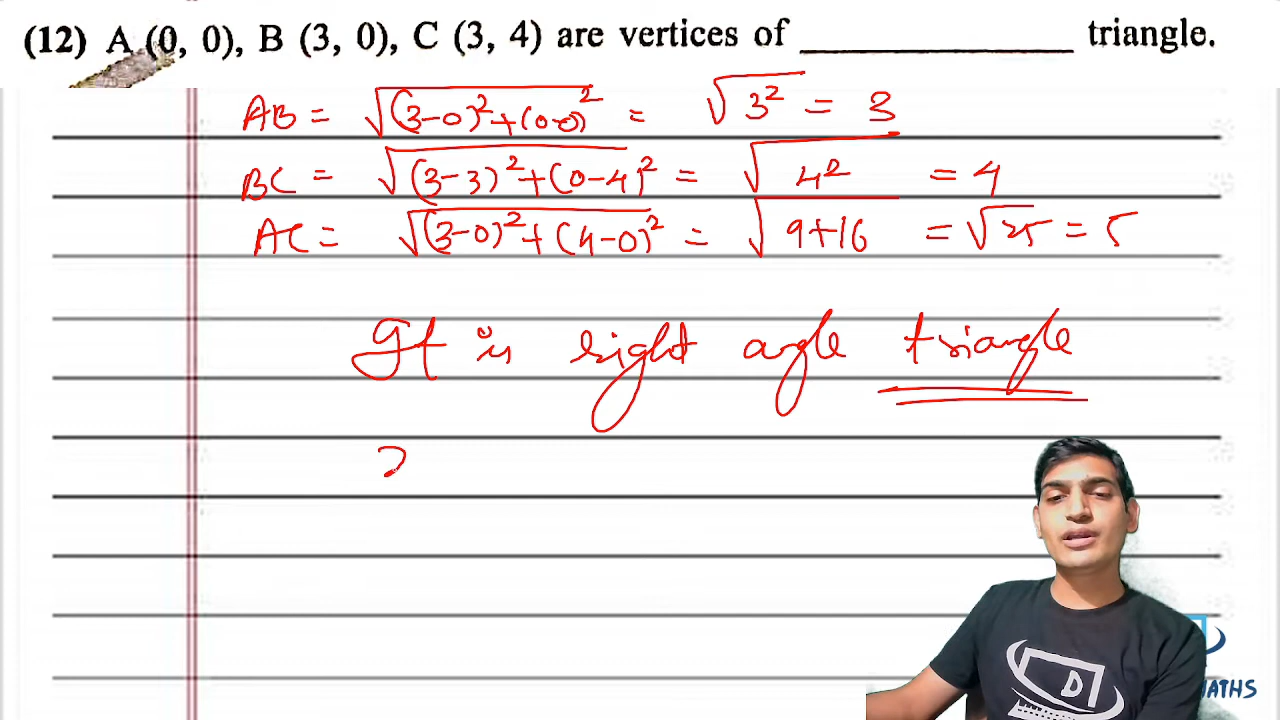 (12) A (0, 0), B (3, 0), C (3, 4) are vertices of ____________ triangle.
AB = √(3-0)²+(0-0)² = √3² = 3
BC = √(3-3)²+(0-4)² = √4² = 4
AC = √(3-0)²+(4-0)² = √9+16 = √25 = 5
It is right angle triangle
D
MATHS